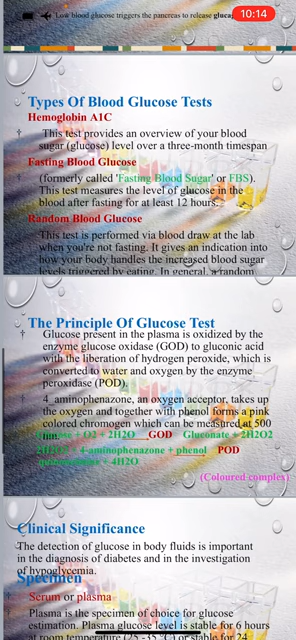 Low blood glucose triggers the pancreas to release
10:14
Types Of Blood Glucose Tests
Hemoglobin A1C
† This test provides an overview of your blood
sugar (glucose) level over a three-month timespan
Fasting Blood Glucose
† (formerly called 'Fasting Blood Sugar' or FBS).
This test measures the level of glucose in the
blood after fasting for at least 12 hours.
Random Blood Glucose
This test is performed via blood draw at the lab
when you're not fasting. It gives an indication into
how your body handles the increased blood sugar
levels triggered by eating. In general, a random
The Principle Of Glucose Test
† Glucose present in the plasma is oxidized by the
enzyme glucose oxidase (GOD) to gluconic acid
with the liberation of hydrogen peroxide, which is
converted to water and oxygen by the enzyme
peroxidase (POD).
† 4_aminophenazone, an oxygen acceptor, takes up
the oxygen and together with phenol forms a pink
colored chromogen which can be measured at 500
+ O2 + 2H2O GOD Gluconate + 2H2O2
+ 4-aminophenazone + phenol POD
+ 4H2O
(Coloured complex)
Clinical Significance
The detection of glucose in body fluids is important
in the diagnosis of diabetes and in the investigation
of hypoglycemia.
Specimen
† Serum or plasma
† Plasma is the specimen of choice for glucose
estimation. Plasma glucose level is stable for 6 hours
at room temperature (25 -35 °C) or stable for 24